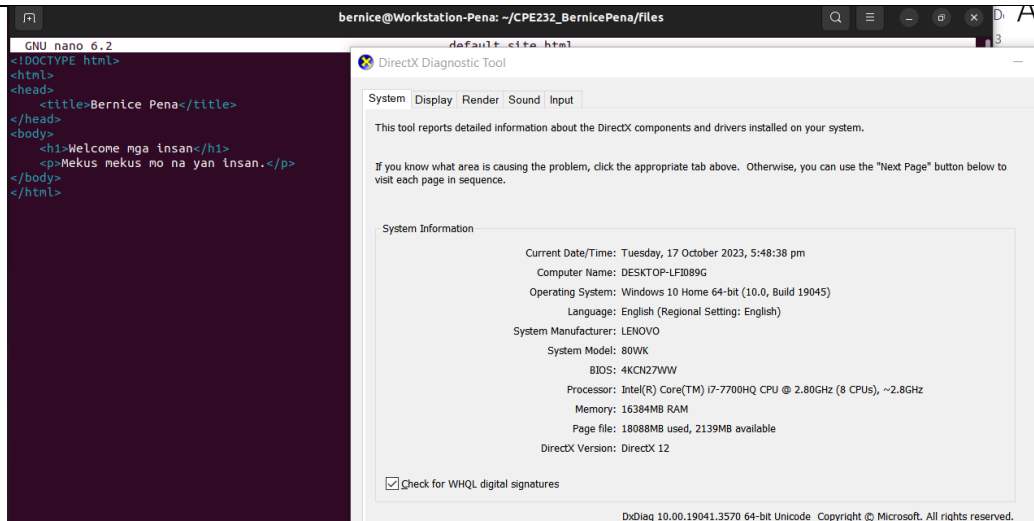 bernice@Workstation-Pena: ~/CPE232_BernicePena/files
GNU nano 6.2
default_site.html
<!DOCTYPE html>
<html>
<head>
<title>Bernice Pena</title>
</head>
<body>
<h1>Welcome mga insan</h1>
<p>Mekus mekus mo na yan insan.</p>
</body>
</html>
DirectX Diagnostic Tool
System Display Render Sound Input
This tool reports detailed information about the DirectX components and drivers installed on your system.
If you know what area is causing the problem, click the appropriate tab above. Otherwise, you can use the "Next Page" button below to
visit each page in sequence.
System Information
Current Date/Time: Tuesday, 17 October 2023, 5:48:38 pm
Computer Name: DESKTOP-LFI089G
Operating System: Windows 10 Home 64-bit (10.0, Build 19045)
Language: English (Regional Setting: English)
System Manufacturer: LENOVO
System Model: 80WK
BIOS: 4KCN27WW
Processor: Intel(R) Core(TM) i7-7700HQ CPU @ 2.80GHz (8 CPUs), ~2.8GHz
Memory: 16384MB RAM
Page file: 18088MB used, 2139MB available
DirectX Version: DirectX 12
Check for WHQL digital signatures
DxDiag 10.00.19041.3570 64-bit Unicode Copyright © Microsoft. All rights reserved.